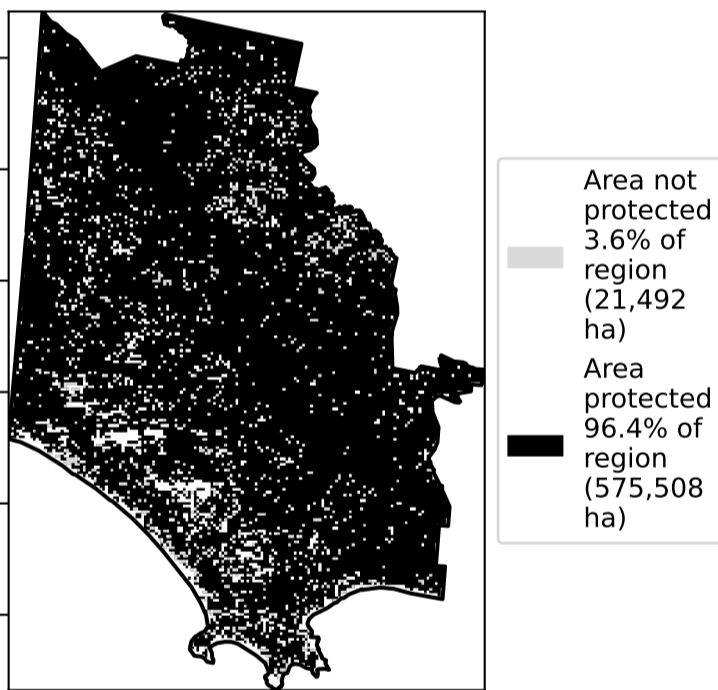 Area not
protected
3.6% of
region
(21,492
ha)
Area
protected
96.4% of
region
(575,508
ha)